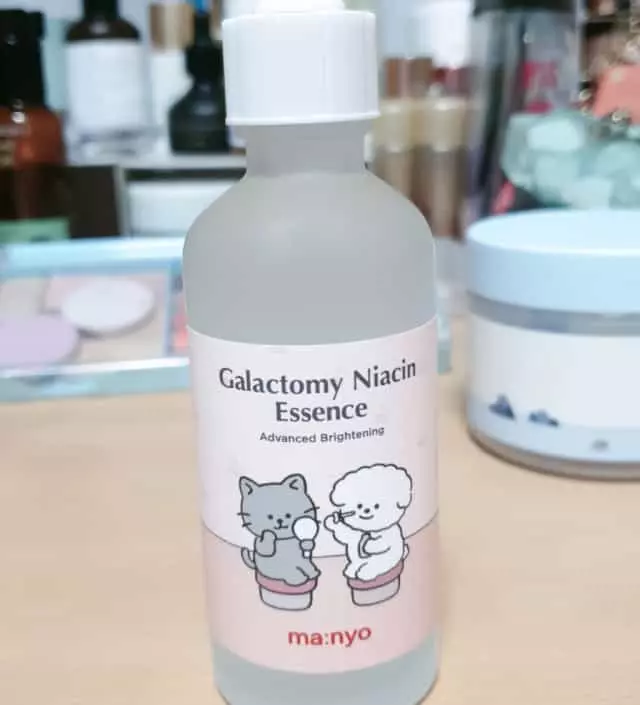 Galactomy Niacin
Essence
Advanced Brightening
ma:nyo